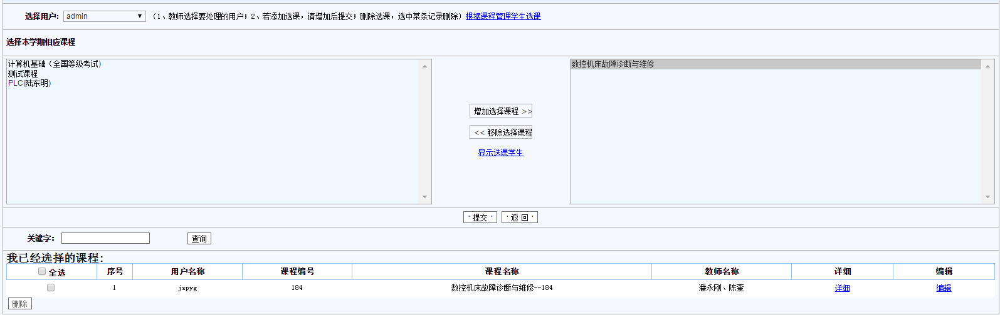 选择用户: admin （1、教师选择要处理的用户；2、若添加选课，请增加后提交；删除选课，选中某条记录删除）根据课程管理学生选课
选择本学期相应课程
计算机基础（全国等级考试)
测试课程
PLC(陆东明)
数控机床故障诊断与维修
增加选择课程 >>
<< 移除选择课程
显示选课学生
· 提交 · · 返 回 ·
关键字: 查询
我已经选择的课程:
全选 序号 用户名称 课程编号 课程名称 教师名称 详细 编辑
1 jspyg 184 数控机床故障诊断与维修--184 潘永刚、陈奎 详细 编辑
删除